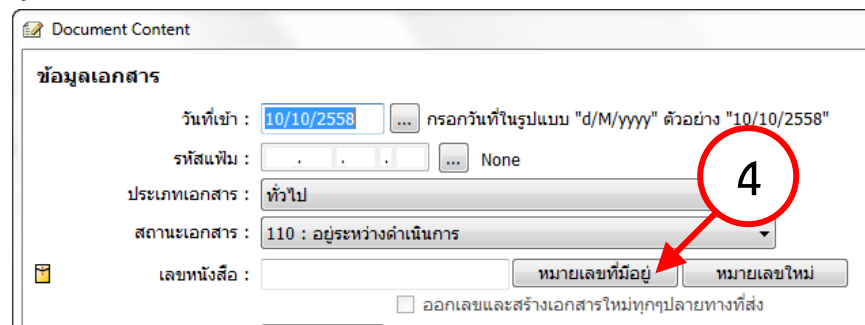 Document Content
ข้อมูลเอกสาร
วันที่เข้า : 10/10/2558 ... กรอกวันที่ในรูปแบบ "d/M/yyyy" ตัวอย่าง "10/10/2558"
รหัสแฟ้ม : . . . ... None
ประเภทเอกสาร : ทั่วไป
4
สถานะเอกสาร : 110 : อยู่ระหว่างดำเนินการ
เลขหนังสือ : หมายเลขที่มีอยู่ หมายเลขใหม่
ออกเลขและสร้างเอกสารใหม่ทุกๆปลายทางที่ส่ง